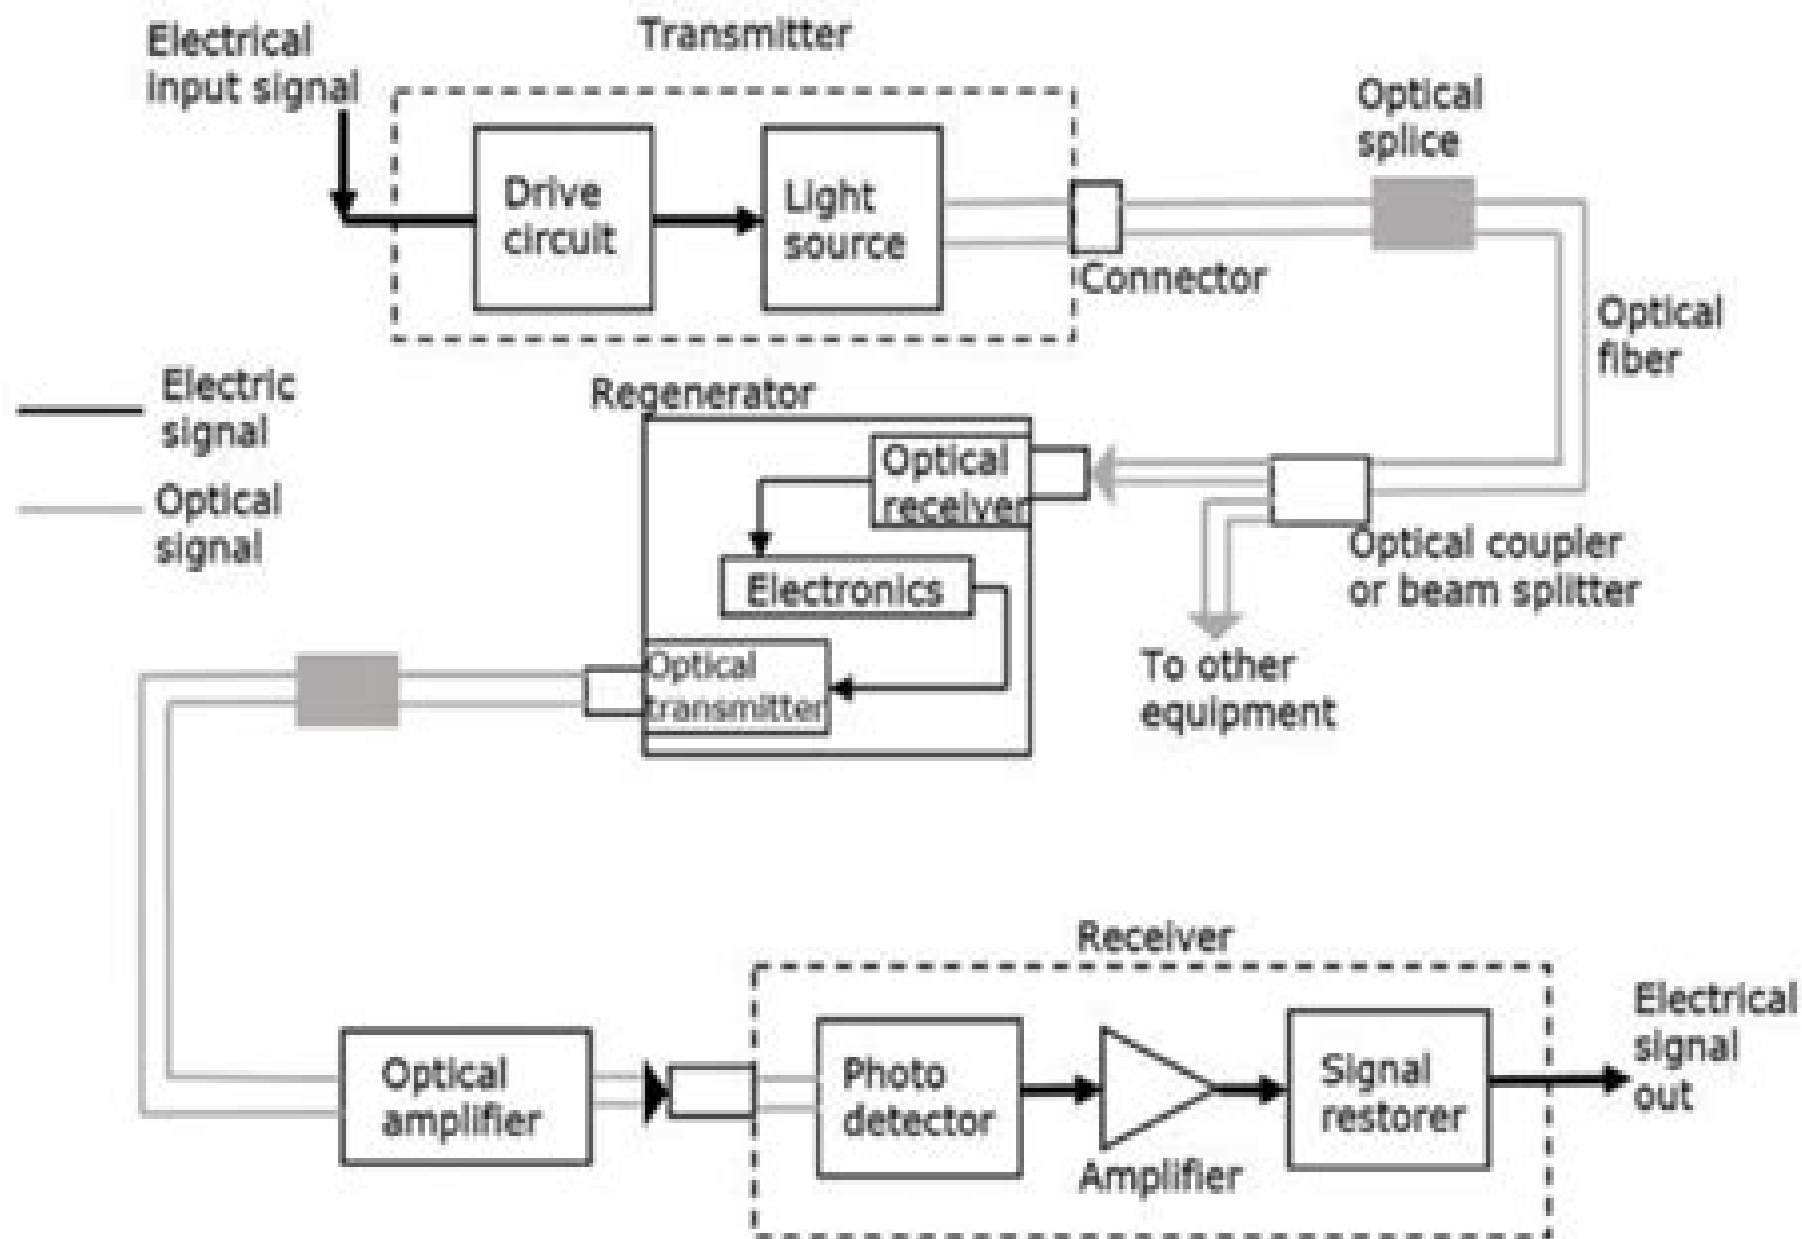 Transmitter
Electrical
input signal
Optical
splice
Drive
circuit
Light
source
Connector
Optical
fiber
Electric
signal
Optical
signal
Regenerator
Optical
receiver
Electronics
Optical
transmitter
Optical coupler
or beam splitter
To other
equipment
Receiver
Optical
amplifier
Photo
detector
Amplifier
Signal
restorer
Electrical
signal
out